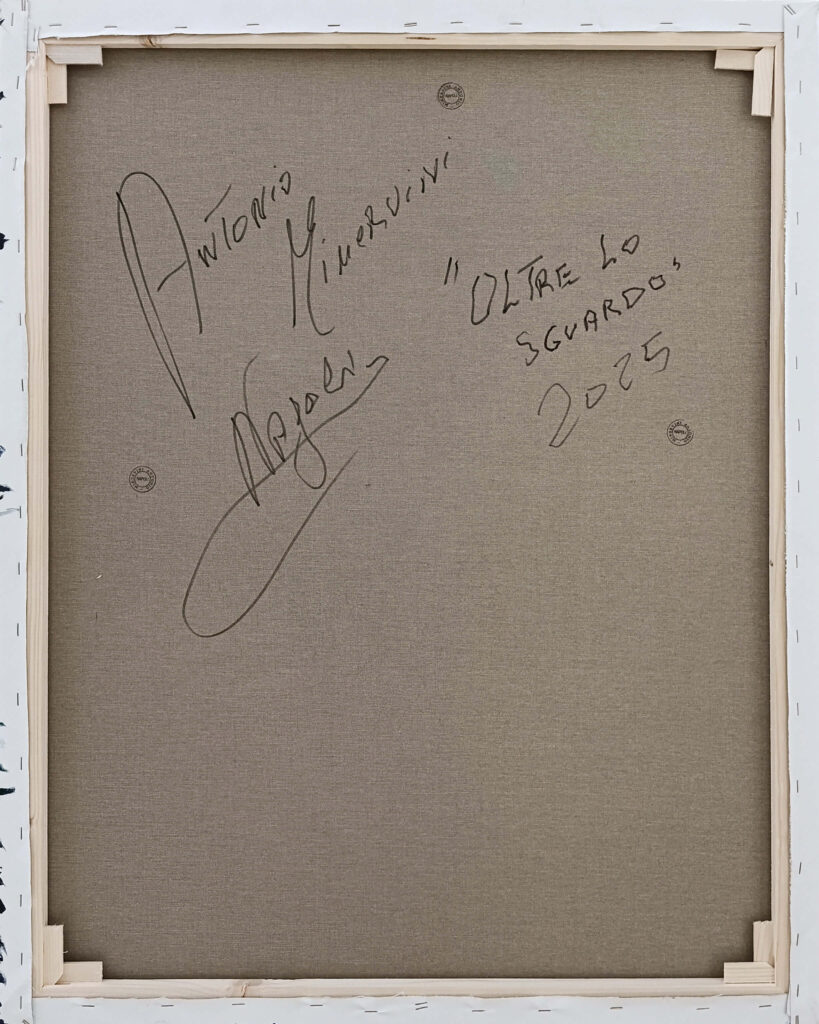 Antonio
Minervini
Napoli
"OLTRE LO
SGUARDO"
2025